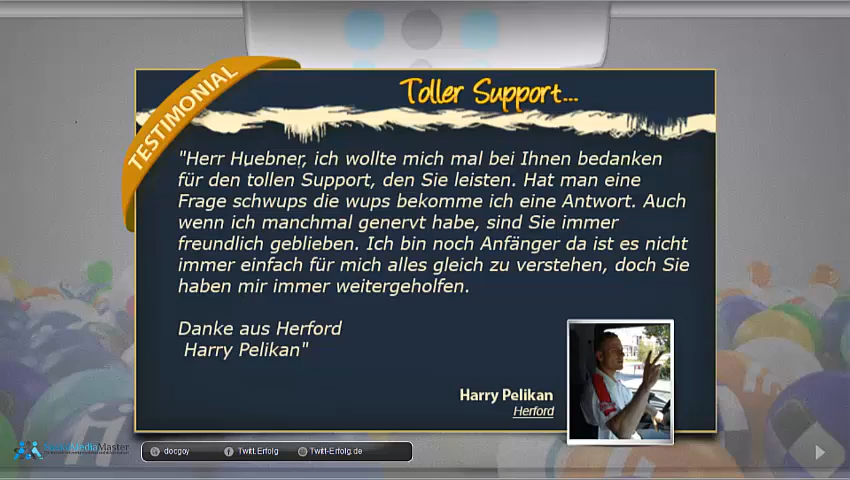 TESTIMONIAL
Toller Support...
"Herr Huebner, ich wollte mich mal bei Ihnen bedanken
für den tollen Support, den Sie leisten. Hat man eine
Frage schwups die wups bekomme ich eine Antwort. Auch
wenn ich manchmal genervt habe, sind Sie immer
freundlich geblieben. Ich bin noch Anfänger da ist es nicht
immer einfach für mich alles gleich zu verstehen, doch Sie
haben mir immer weitergeholfen.
Danke aus Herford
Harry Pelikan"
Harry Pelikan
Herford
SocialMediaMaster
docgoy
Twitt.Erfolg
Twitt-Erfolg.de